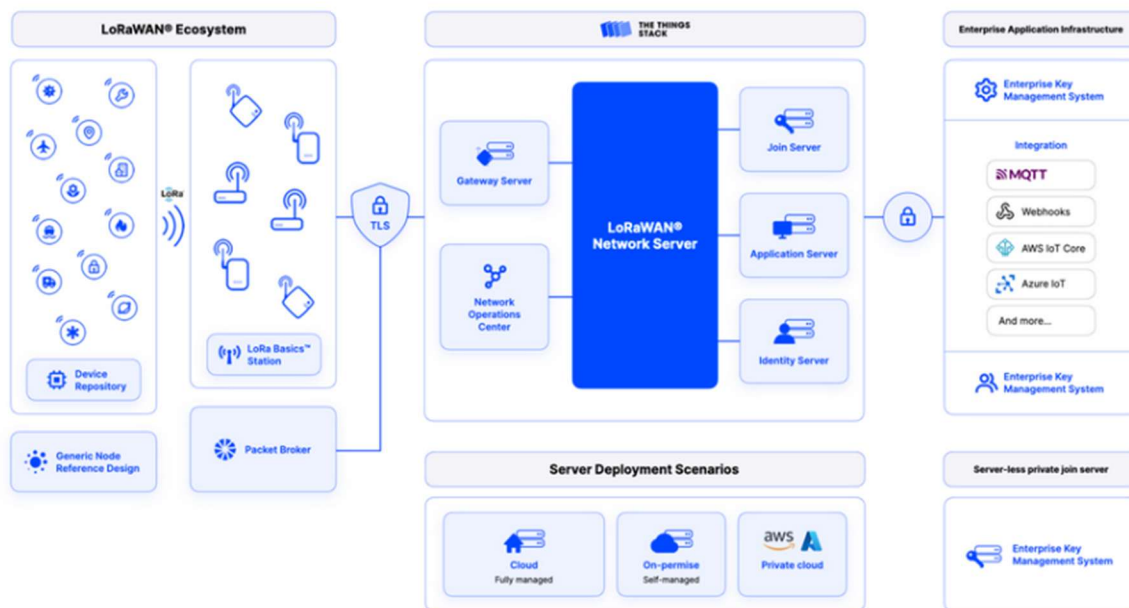 LoRaWAN® Ecosystem
THE THINGS
STACK
Enterprise Application Infrastructure
LoRa
Device
Repository
Generic Node
Reference Design
LoRa Basics™
Station
Packet Broker
TLS
Gateway Server
Network
Operations
Center
LoRaWAN®
Network Server
Join Server
Application Server
Identity Server
Enterprise Key
Management System
Integration
MQTT
Webhooks
AWS IoT Core
Azure IoT
And more...
Enterprise Key
Management System
Server Deployment Scenarios
Cloud
Fully managed
On-permise
Self-managed
aws
Private cloud
Server-less private join server
Enterprise Key
Management System